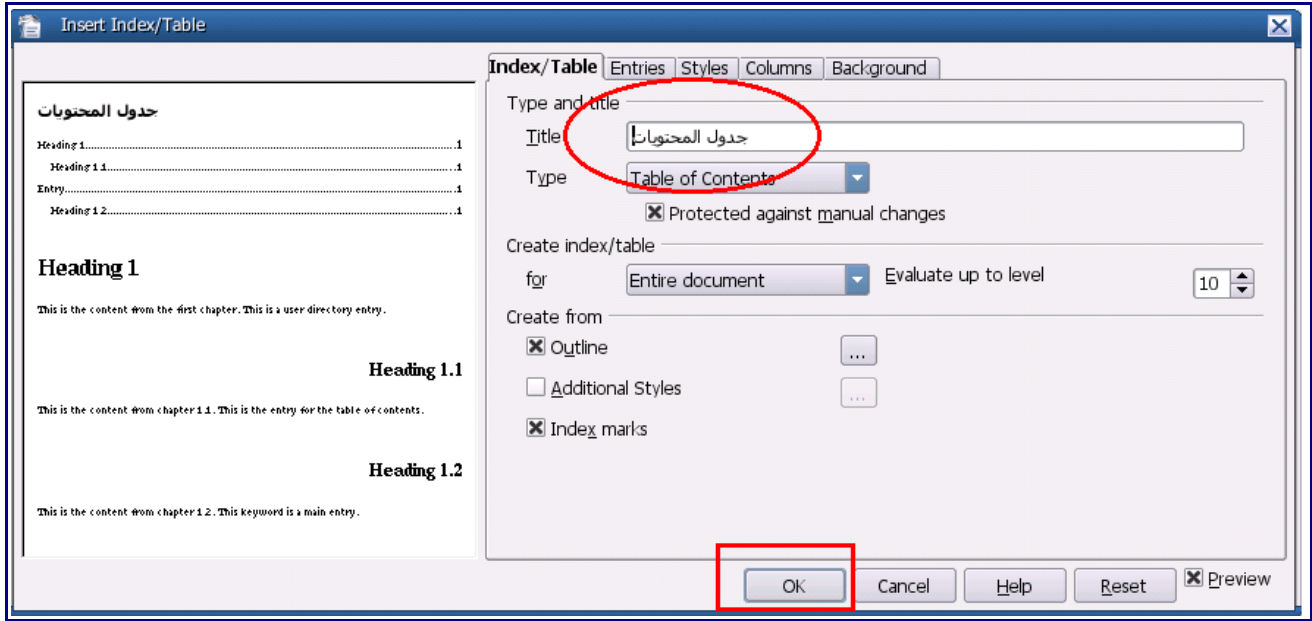 Insert Index/Table
جدول المحتويات
Heading 1..........1
Heading 1.1..........1
Entry..........1
Heading 1.2..........1
Heading 1
This is the content from the first chapter. This is a user directory entry.
Heading 1.1
This is the content from chapter 1.1. This is the entry for the table of contents.
Heading 1.2
This is the content from chapter 1.2. This keyword is a main entry.
Index/Table Entries Styles Columns Background
Type and title
Title جدول المحتويات
Type Table of Contents
Protected against manual changes
Create index/table
for Entire document Evaluate up to level 10
Create from
Outline ...
Additional Styles ...
Index marks
OK Cancel Help Reset Preview